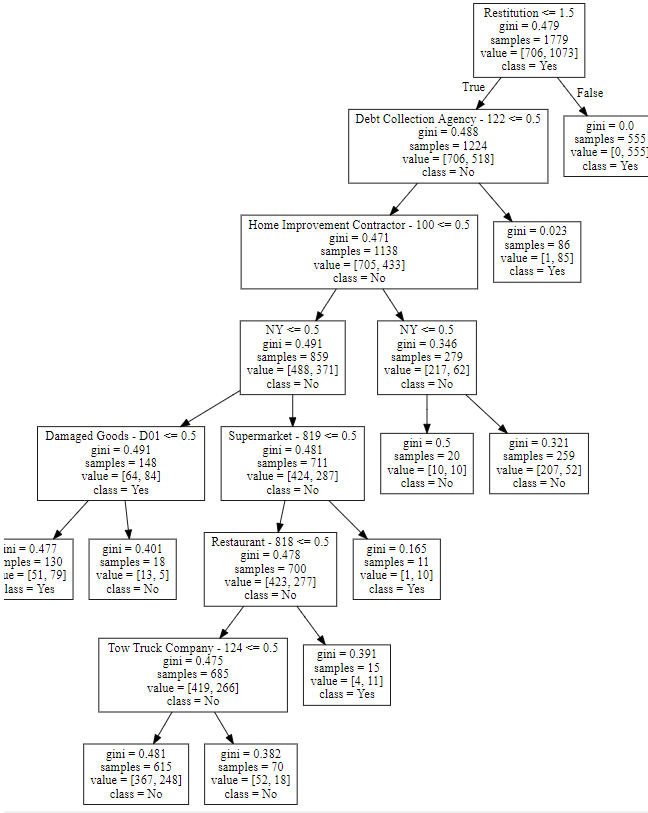 Restitution <= 1.5
gini = 0.479
samples = 1779
value = [706, 1073]
class = Yes
True
False
Debt Collection Agency - 122 <= 0.5
gini = 0.488
samples = 1224
value = [706, 518]
class = No
gini = 0.0
samples = 555
value = [0, 555]
class = Yes
Home Improvement Contractor - 100 <= 0.5
gini = 0.471
samples = 1138
value = [705, 433]
class = No
gini = 0.023
samples = 86
value = [1, 85]
class = Yes
NY <= 0.5
gini = 0.491
samples = 859
value = [488, 371]
class = No
NY <= 0.5
gini = 0.346
samples = 279
value = [217, 62]
class = No
Damaged Goods - D01 <= 0.5
gini = 0.491
samples = 148
value = [64, 84]
class = Yes
Supermarket - 819 <= 0.5
gini = 0.481
samples = 711
value = [424, 287]
class = No
gini = 0.5
samples = 20
value = [10, 10]
class = No
gini = 0.321
samples = 259
value = [207, 52]
class = No
ini = 0.477
mples = 130
ue = [51, 79]
lass = Yes
gini = 0.401
samples = 18
value = [13, 5]
class = No
Restaurant - 818 <= 0.5
gini = 0.478
samples = 700
value = [423, 277]
class = No
gini = 0.165
samples = 11
value = [1, 10]
class = Yes
Tow Truck Company - 124 <= 0.5
gini = 0.475
samples = 685
value = [419, 266]
class = No
gini = 0.391
samples = 15
value = [4, 11]
class = Yes
gini = 0.481
samples = 615
value = [367, 248]
class = No
gini = 0.382
samples = 70
value = [52, 18]
class = No